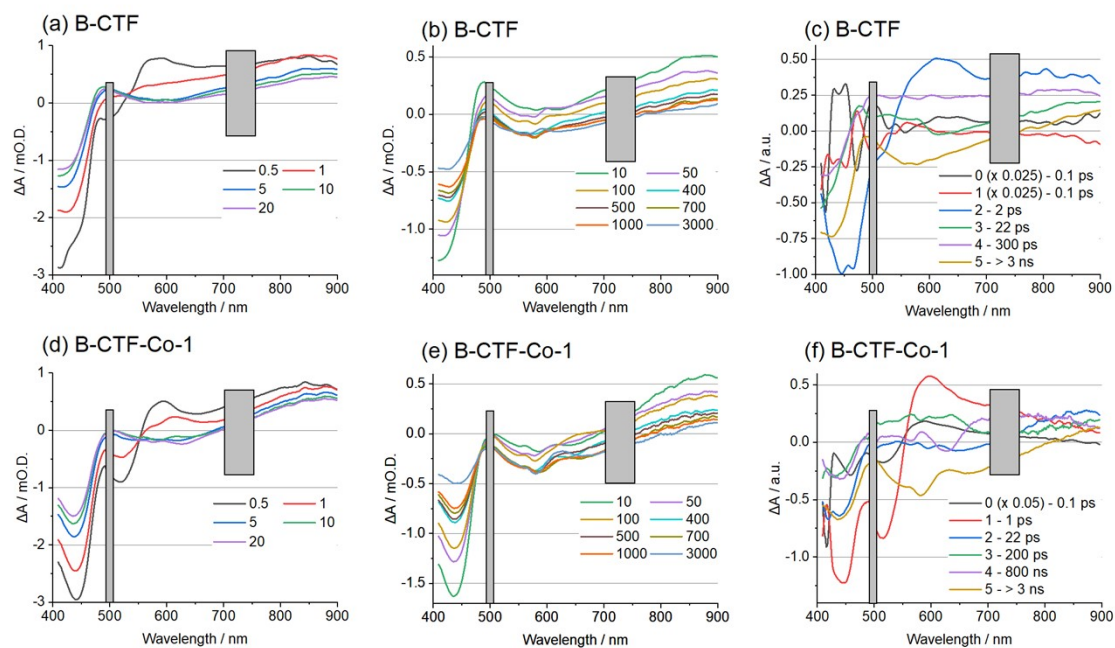 (a) B-CTF
ΔA / mO.D.
1
0
-1
-2
-3
0.5 1
5 10
20
400 500 600 700 800 900
Wavelength / nm
(b) B-CTF
ΔA / mO.D.
0.5
0.0
-0.5
-1.0
10 50
100 400
500 700
1000 3000
400 500 600 700 800 900
Wavelength / nm
(c) B-CTF
ΔA / a.u.
0.50
0.25
0.00
-0.25
-0.50
-0.75
-1.00
0 (x 0.025) - 0.1 ps
1 (x 0.025) - 0.1 ps
2 - 2 ps
3 - 22 ps
4 - 300 ps
5 - > 3 ns
400 500 600 700 800 900
Wavelength / nm
(d) B-CTF-Co-1
ΔA / mO.D.
1
0
-1
-2
-3
0.5 1
5 10
20
400 500 600 700 800 900
Wavelength / nm
(e) B-CTF-Co-1
ΔA / mO.D.
0.5
0.0
-0.5
-1.0
-1.5
10 50
100 400
500 700
1000 3000
400 500 600 700 800 900
Wavelength / nm
(f) B-CTF-Co-1
ΔA / a.u.
0.5
0.0
-0.5
-1.0
0 (x 0.05) - 0.1 ps
1 - 1 ps
2 - 22 ps
3 - 200 ps
4 - 800 ns
5 - > 3 ns
400 500 600 700 800 900
Wavelength / nm